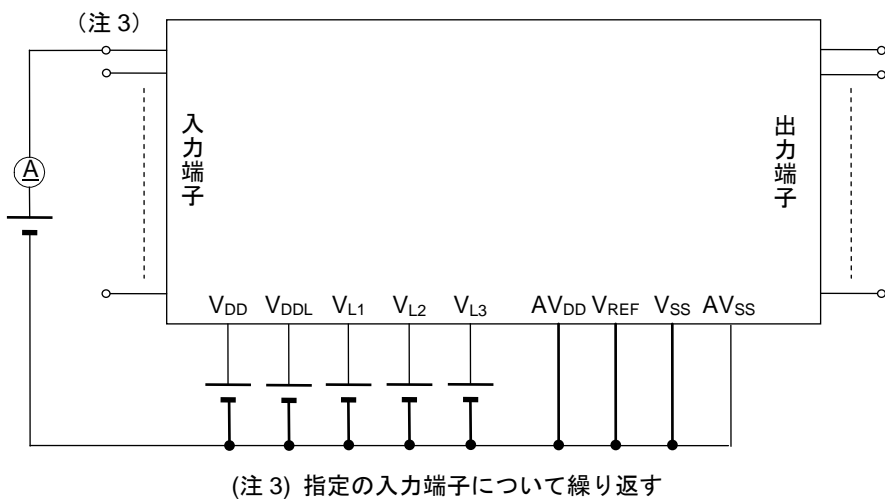 （注 3）
入力端子
出力端子
A
VDD VDDL VL1 VL2 VL3 AVDD VREF VSS AVSS
(注 3) 指定の入力端子について繰り返す